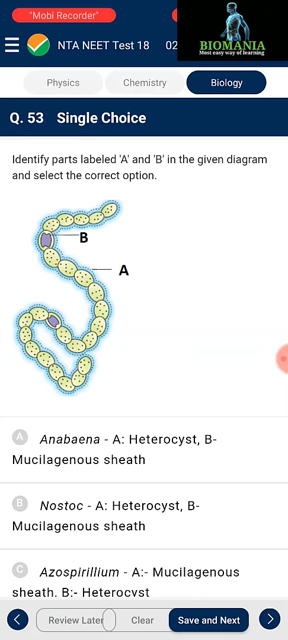 "Mobi Recorder"
NTA NEET Test 18 02
BIOMANIA
Most easy way of learning
Physics Chemistry Biology
Q. 53 Single Choice
Identify parts labeled 'A' and 'B' in the given diagram
and select the correct option.
B
A
A Anabaena - A: Heterocyst, B-
Mucilagenous sheath
B Nostoc - A: Heterocyst, B-
Mucilagenous sheath
C Azospirillium - A:- Mucilagenous
sheath, B:- Heterocyst
Review Later Clear Save and Next